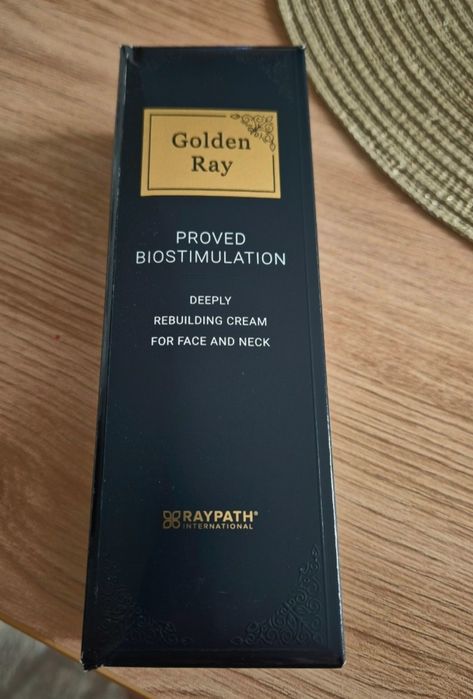 Golden
Ray
PROVED
BIOSTIMULATION
DEEPLY
REBUILDING CREAM
FOR FACE AND NECK
RAYPATH®
INTERNATIONAL